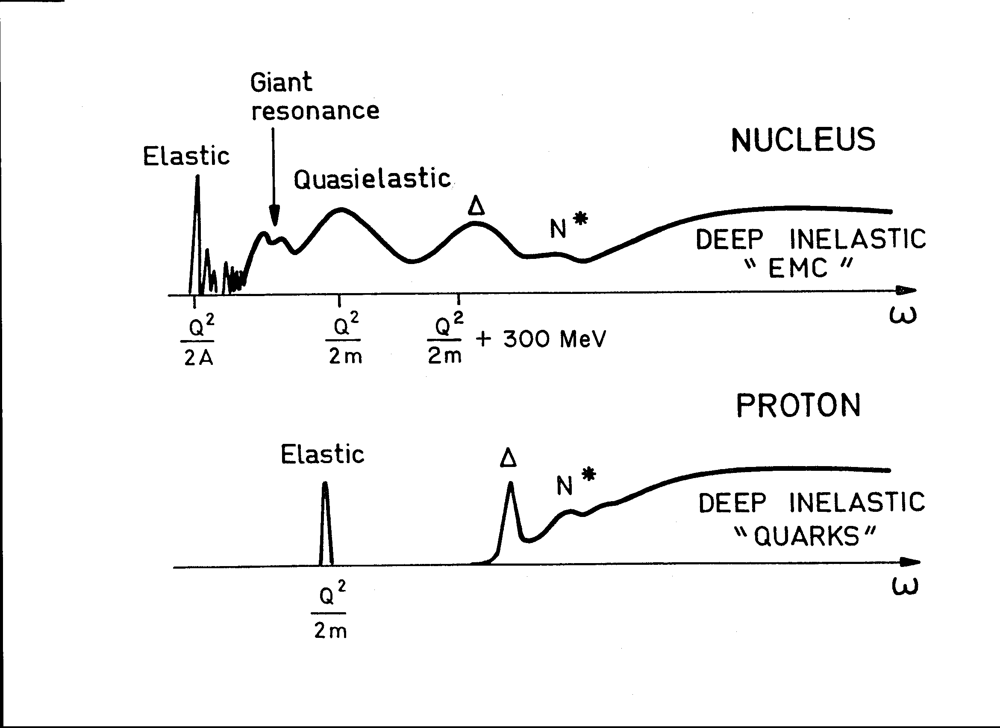 Giant
resonance
NUCLEUS
Elastic
Quasielastic
Δ
N*
DEEP INELASTIC
“ EMC ”
ω
Q²
2A
Q²
2m
Q²
2m
+ 300 MeV
PROTON
Elastic
Δ
N*
DEEP INELASTIC
“QUARKS”
ω
Q²
2m